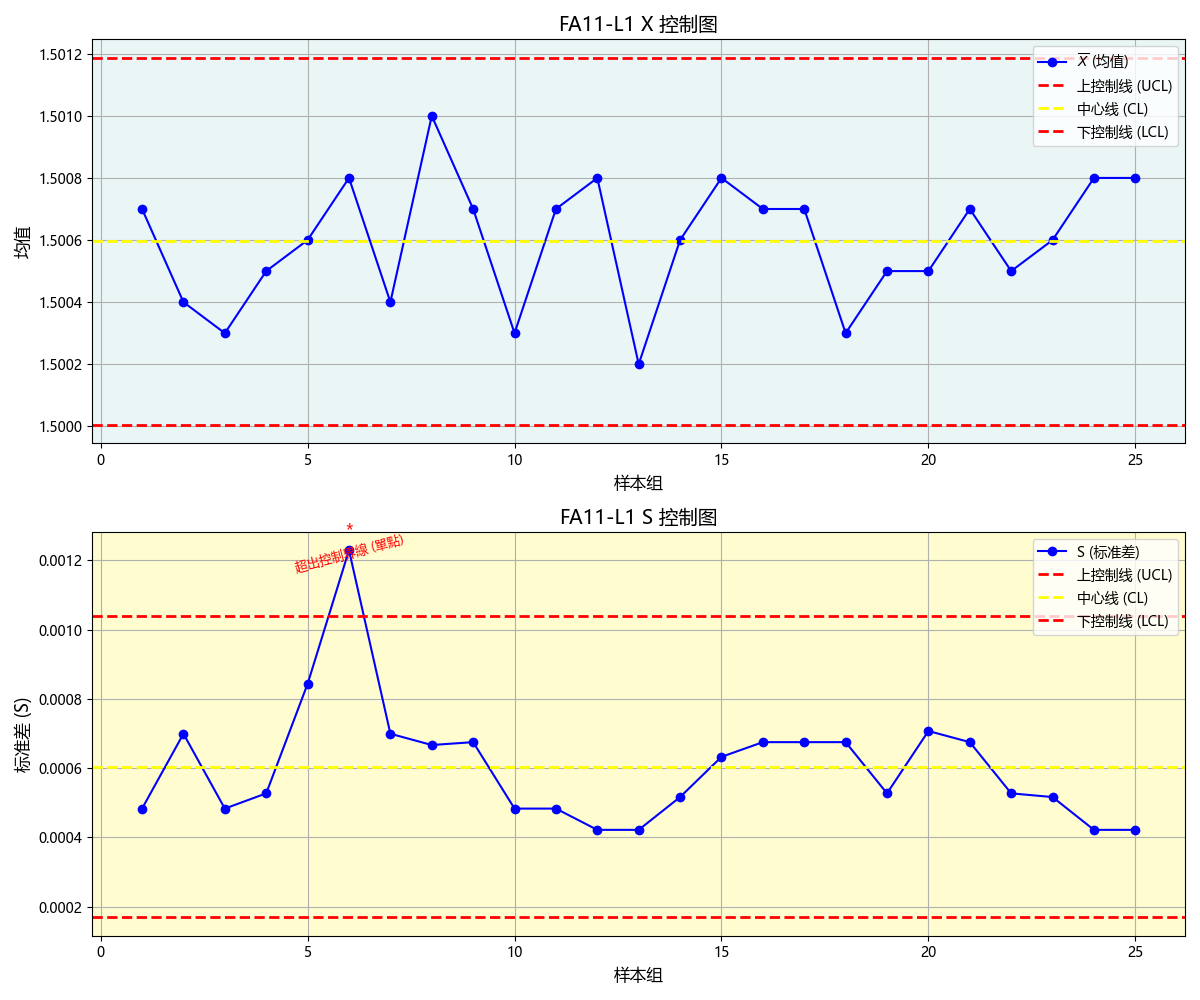 FA11-L1 X 控制图
1.5012
1.5010
1.5008
1.5006
1.5004
1.5002
1.5000
均值
X (均值)
上控制线 (UCL)
中心线 (CL)
下控制线 (LCL)
0 5 10 15 20 25
样本组
FA11-L1 S 控制图
*
超出控制界線 (單點)
0.0012
0.0010
0.0008
0.0006
0.0004
0.0002
标准差 (S)
S (标准差)
上控制线 (UCL)
中心线 (CL)
下控制线 (LCL)
0 5 10 15 20 25
样本组